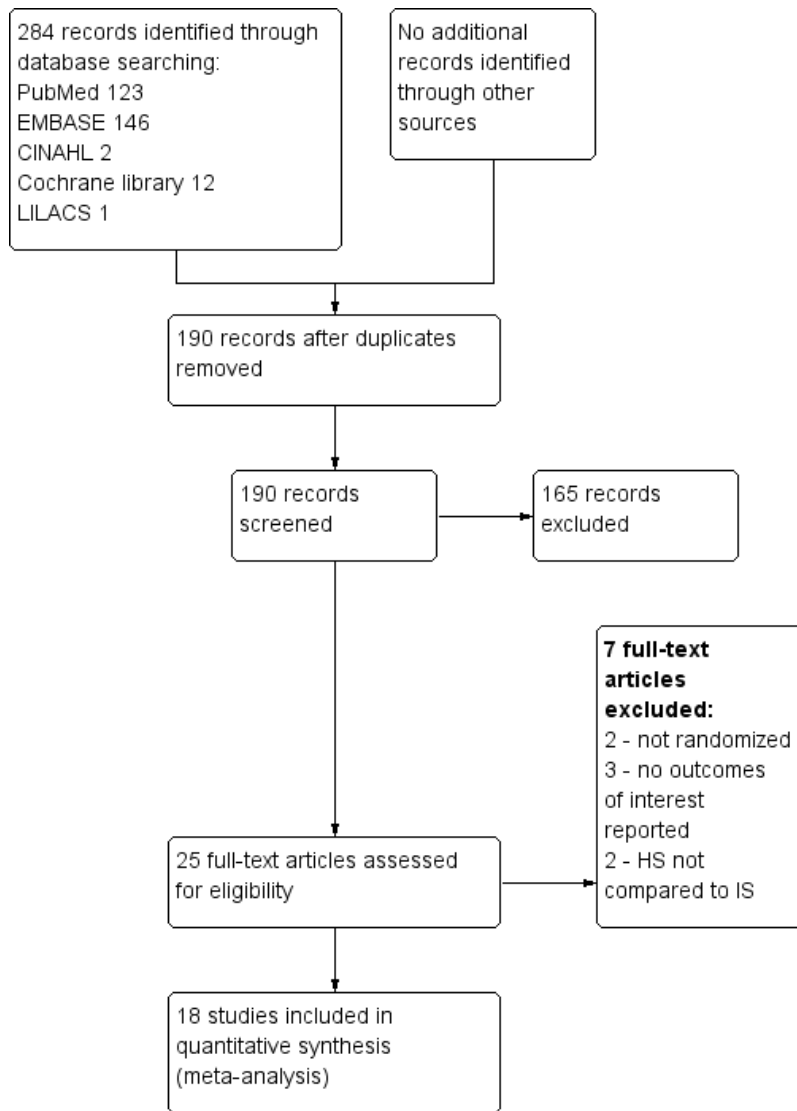 284 records identified through
database searching:
PubMed 123
EMBASE 146
CINAHL 2
Cochrane library 12
LILACS 1
No additional
records identified
through other
sources
190 records after duplicates
removed
190 records
screened
165 records
excluded
7 full-text
articles
excluded:
2 - not randomized
3 - no outcomes
of interest
reported
2 - HS not
compared to IS
25 full-text articles assessed
for eligibility
18 studies included in
quantitative synthesis
(meta-analysis)